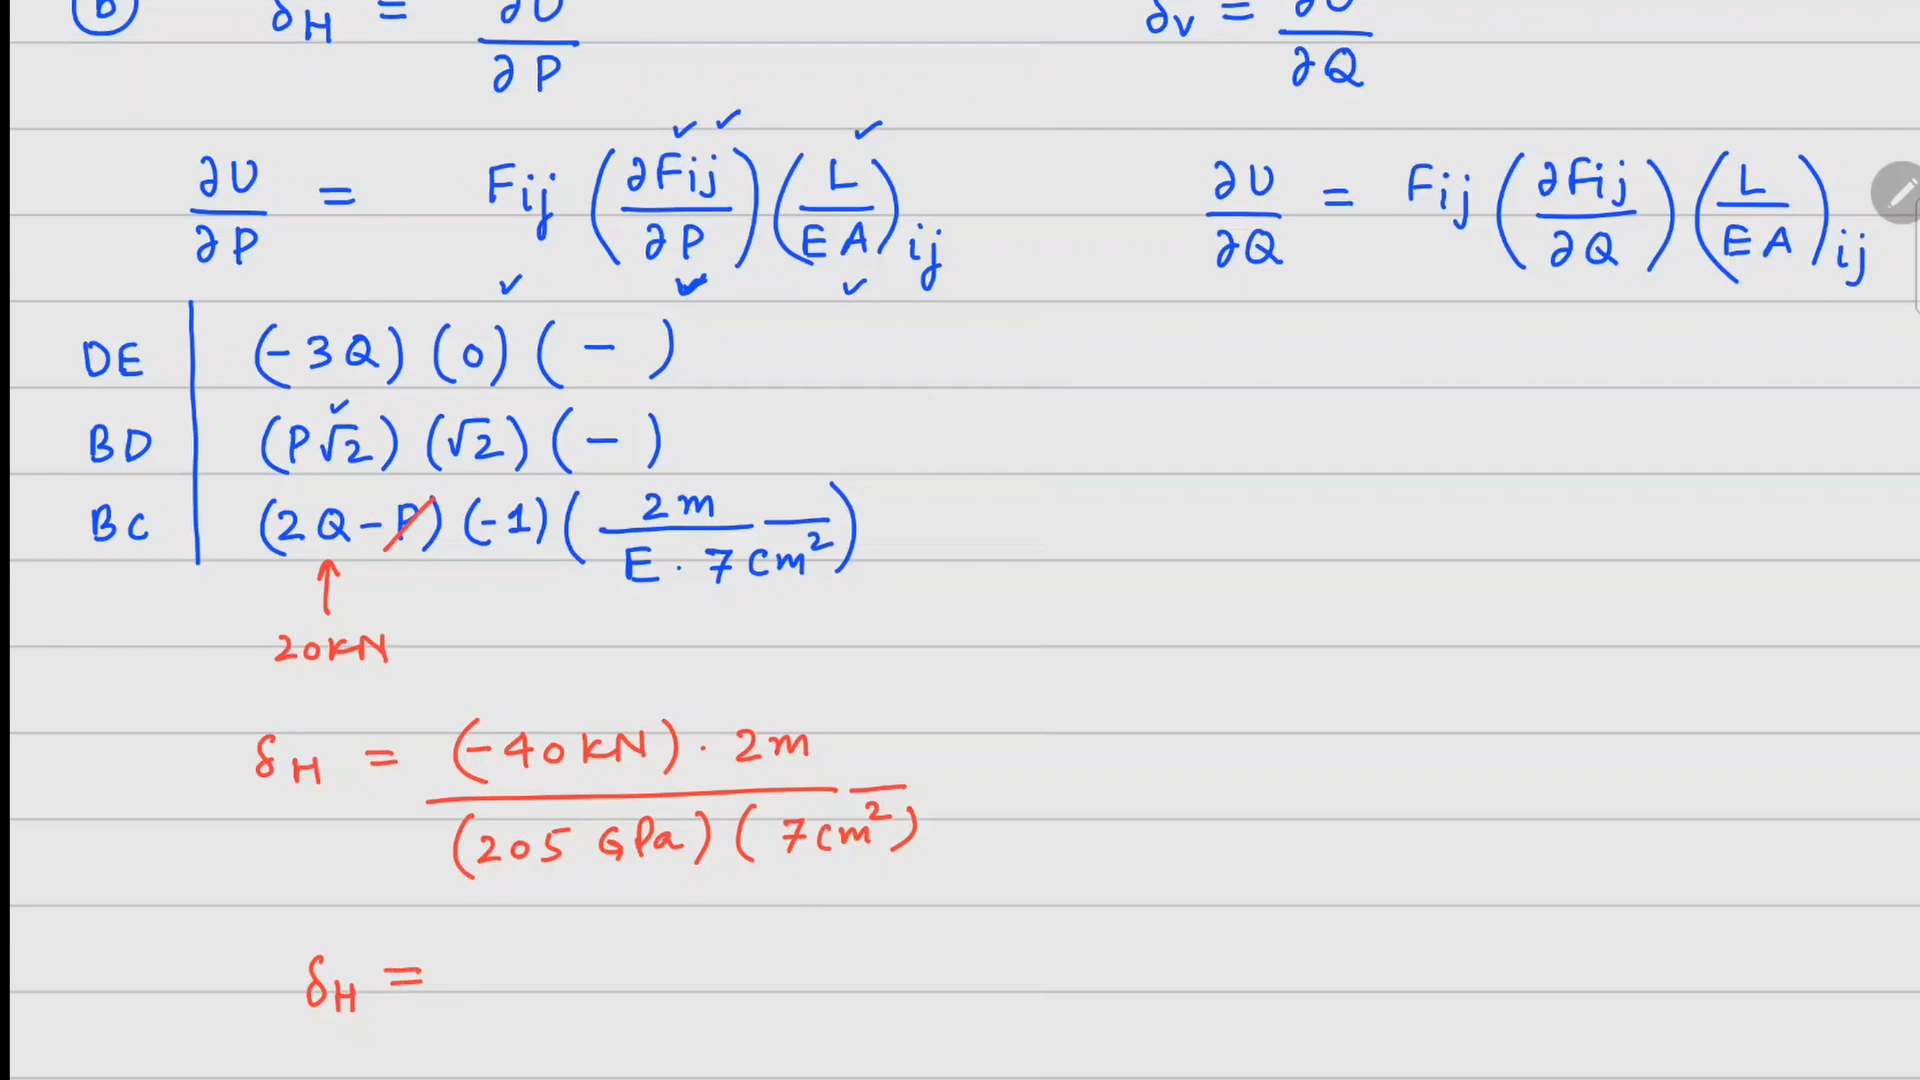 (b) δH = ∂U/∂P δv = ∂U/∂Q
∂U/∂P = Fij (∂Fij/∂P) (L/EA)ij ∂U/∂Q = Fij (∂Fij/∂Q) (L/EA)ij
DE (-3Q) (0) ( - )
BD (P√2) (√2) ( - )
BC (2Q - P) (-1) (2m/E · 7cm²)
20KN
δH = (-40KN) · 2m / (205 GPa) (7cm²)
δH =